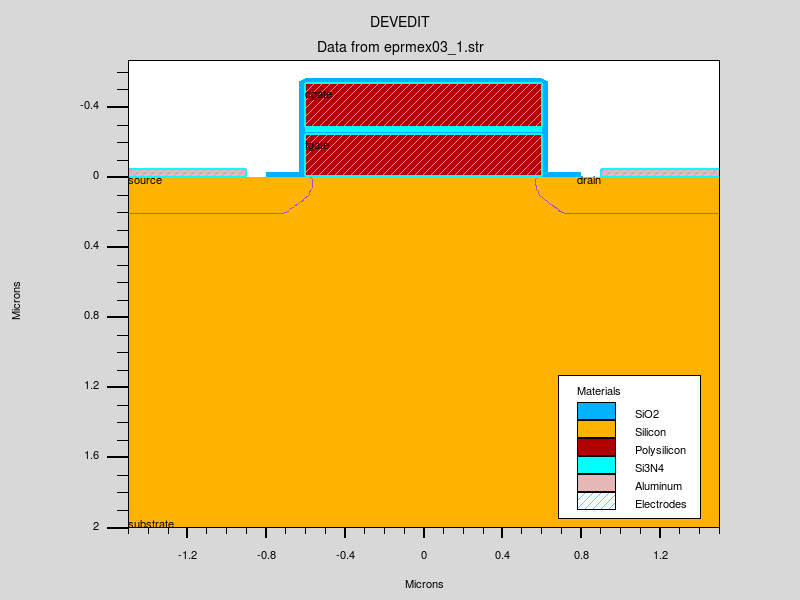 DEVEDIT
Data from eprmex03_1.str
cgate
-0.4
fgate
0
source
drain
0.4
0.8
Microns
1.2
Materials
SiO2
Silicon
1.6
Polysilicon
Si3N4
Aluminum
Electrodes
2
substrate
-1.2
-0.8
-0.4
0
0.4
0.8
1.2
Microns